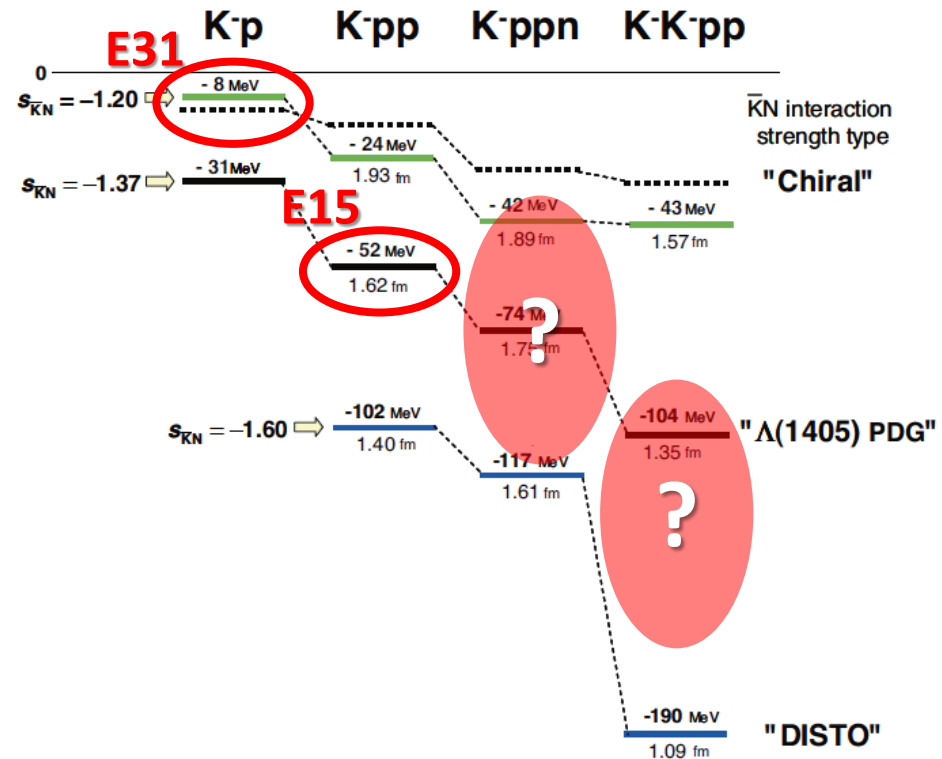 K⁻p K⁻pp K⁻ppn K⁻K⁻pp
E31
0
- 8 MeV
s_K̅N = −1.20
K̅N interaction
strength type
- 24 MeV
1.93 fm
"Chiral"
- 31MeV
s_K̅N = −1.37
E15
- 42 MeV
1.89 fm
- 43 MeV
1.57 fm
- 52 MeV
1.62 fm
?
-74 MeV
1.75 fm
-102 MeV
s_K̅N = −1.60
1.40 fm
-104 MeV
1.35 fm
"Λ(1405) PDG"
-117 MeV
1.61 fm
?
-190 MeV
1.09 fm
"DISTO"